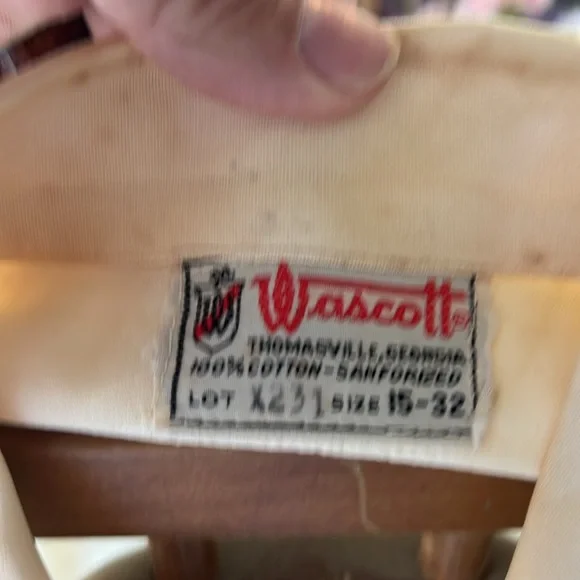 Wascott®
THOMASVILLE, GEORGIA
100% COTTON-SANFORIZED
LOT X231 SIZE 15-32